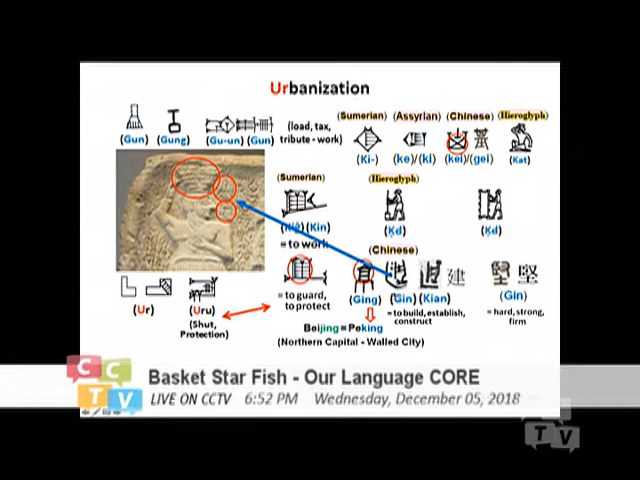 Urbanization
(Sumerian) (Assyrian) (Chinese) (Hieroglyph)
(Gun) (Gung) (Gu-un) (Gun) (load, tax, tribute - work)
(Ki-) (ke)/(ki) (kei)/(gei) (Kat)
(Sumerian) (Hieroglyph)
(Kin) (Ḳd) (Ḳd)
= to work
(Chinese)
建 堅
(Ur) (Uru) = to guard, to protect (Ging) (Gin) (Kian) (Gin)
(Shut, Protection) = to build, establish, construct = hard, strong, firm
Beijing = Peking
(Northern Capital - Walled City)
CCTV Basket Star Fish - Our Language CORE
LIVE ON CCTV 6:52 PM Wednesday, December 05, 2018
TV